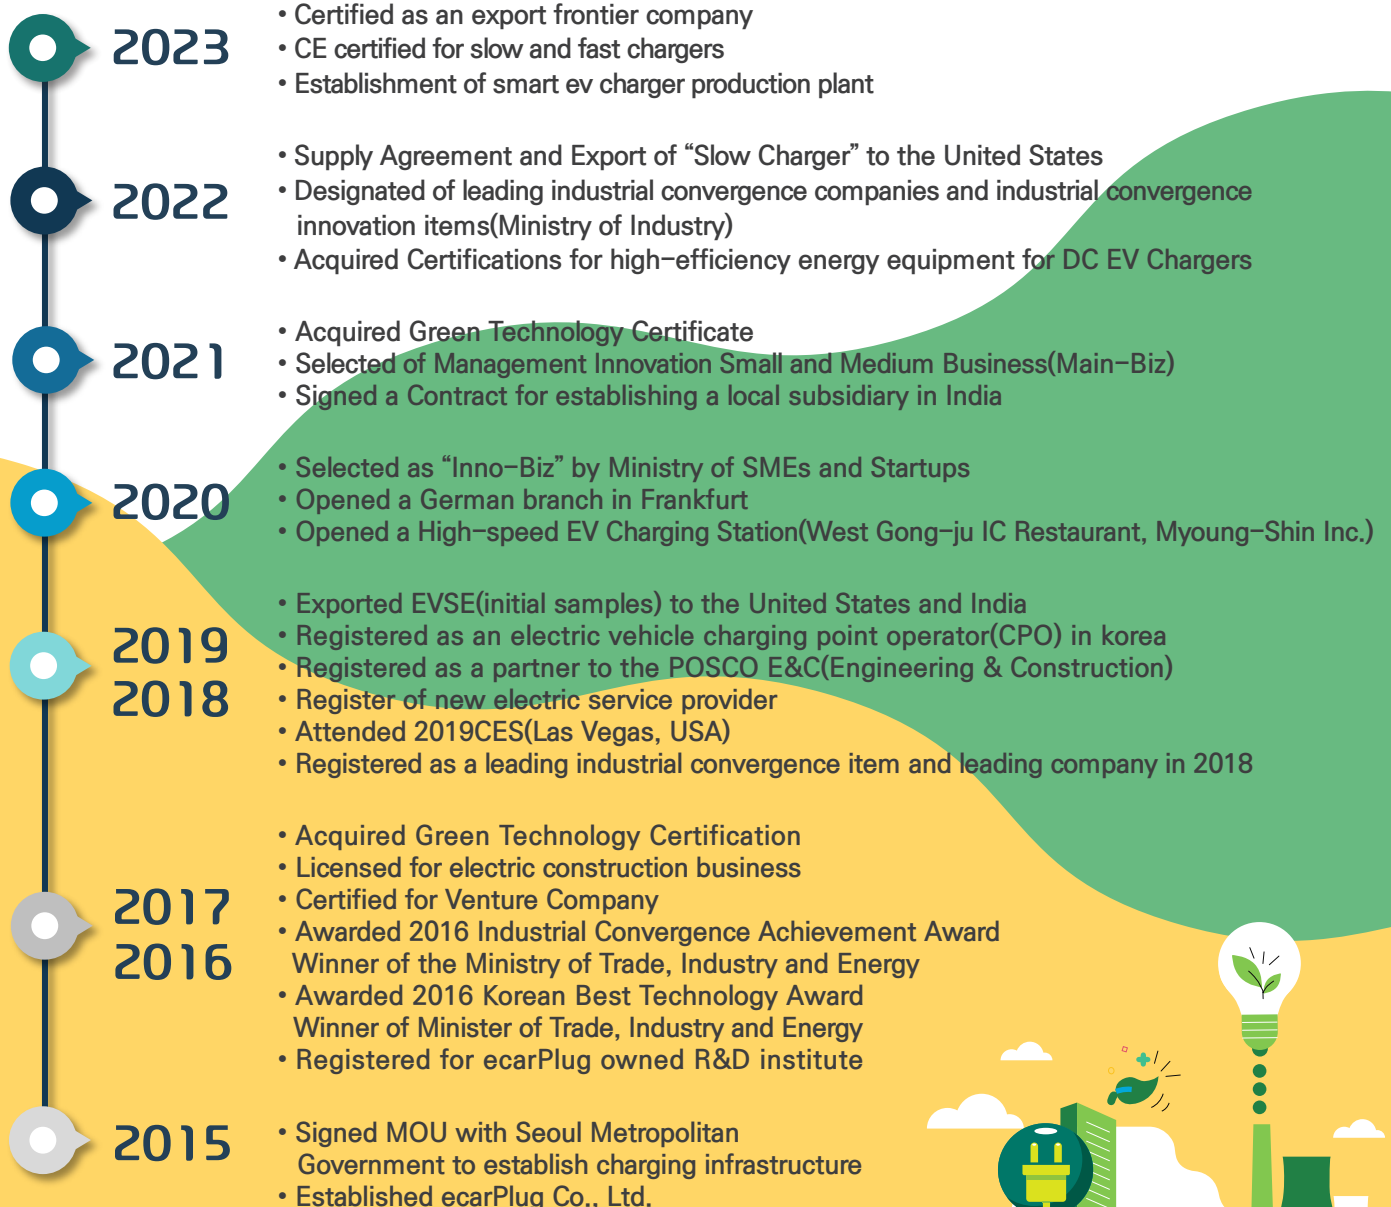 2023
• Certified as an export frontier company
• CE certified for slow and fast chargers
• Establishment of smart ev charger production plant
2022
• Supply Agreement and Export of “Slow Charger” to the United States
• Designated of leading industrial convergence companies and industrial convergence
innovation items(Ministry of Industry)
• Acquired Certifications for high-efficiency energy equipment for DC EV Chargers
2021
• Acquired Green Technology Certificate
• Selected of Management Innovation Small and Medium Business(Main-Biz)
• Signed a Contract for establishing a local subsidiary in India
2020
• Selected as “Inno-Biz” by Ministry of SMEs and Startups
• Opened a German branch in Frankfurt
• Opened a High-speed EV Charging Station(West Gong-ju IC Restaurant, Myoung-Shin Inc.)
2019
2018
• Exported EVSE(initial samples) to the United States and India
• Registered as an electric vehicle charging point operator(CPO) in korea
• Registered as a partner to the POSCO E&C(Engineering & Construction)
• Register of new electric service provider
• Attended 2019CES(Las Vegas, USA)
• Registered as a leading industrial convergence item and leading company in 2018
2017
2016
• Acquired Green Technology Certification
• Licensed for electric construction business
• Certified for Venture Company
• Awarded 2016 Industrial Convergence Achievement Award
Winner of the Ministry of Trade, Industry and Energy
• Awarded 2016 Korean Best Technology Award
Winner of Minister of Trade, Industry and Energy
• Registered for ecarPlug owned R&D institute
2015
• Signed MOU with Seoul Metropolitan
Government to establish charging infrastructure
• Established ecarPlug Co., Ltd.